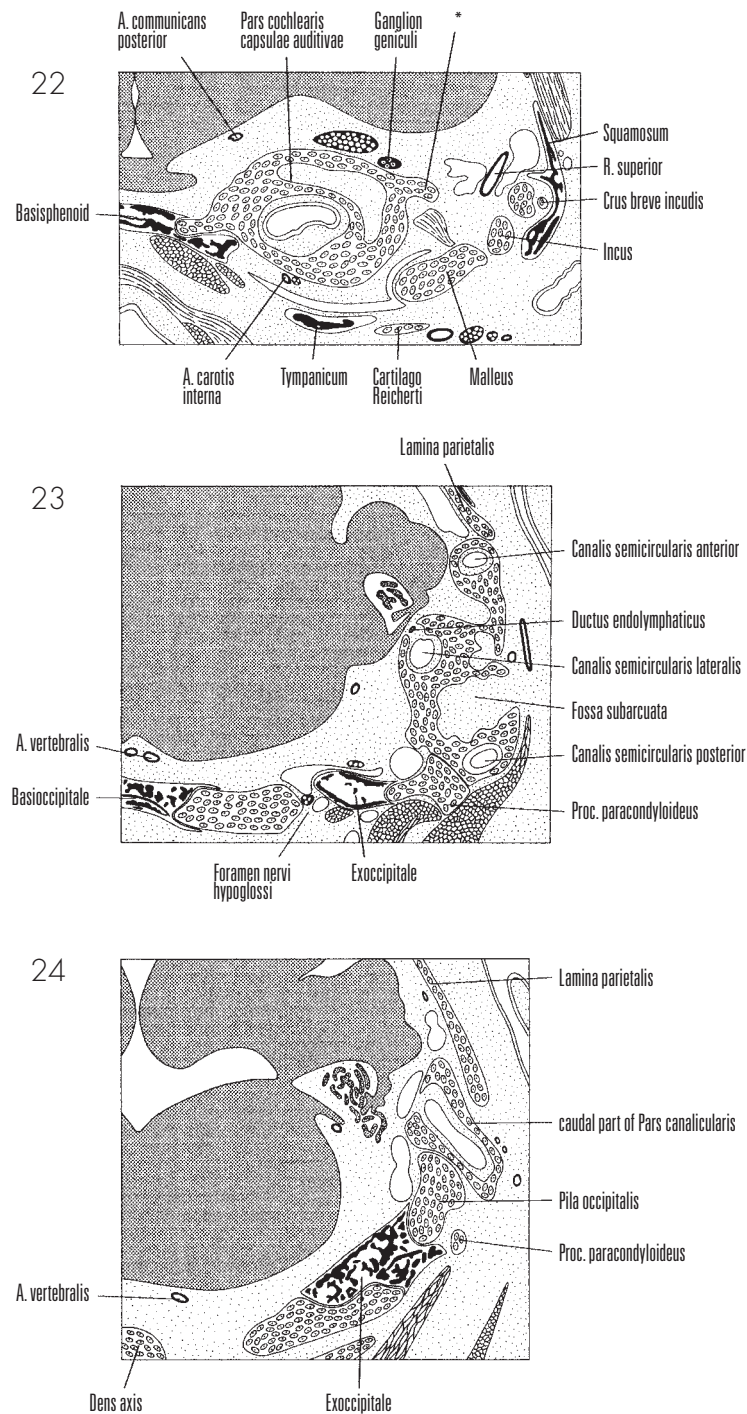 22
A. communicans
posterior
Pars cochlearis
capsulae auditivae
Ganglion
geniculi
*
Squamosum
R. superior
Crus breve incudis
Incus
Basisphenoid
A. carotis
interna
Tympanicum
Cartilago
Reicherti
Malleus
23
Lamina parietalis
Canalis semicircularis anterior
Ductus endolymphaticus
Canalis semicircularis lateralis
Fossa subarcuata
Canalis semicircularis posterior
Proc. paracondyloideus
A. vertebralis
Basioccipitale
Foramen nervi
hypoglossi
Exoccipitale
24
Lamina parietalis
caudal part of Pars canalicularis
Pila occipitalis
Proc. paracondyloideus
A. vertebralis
Dens axis
Exoccipitale